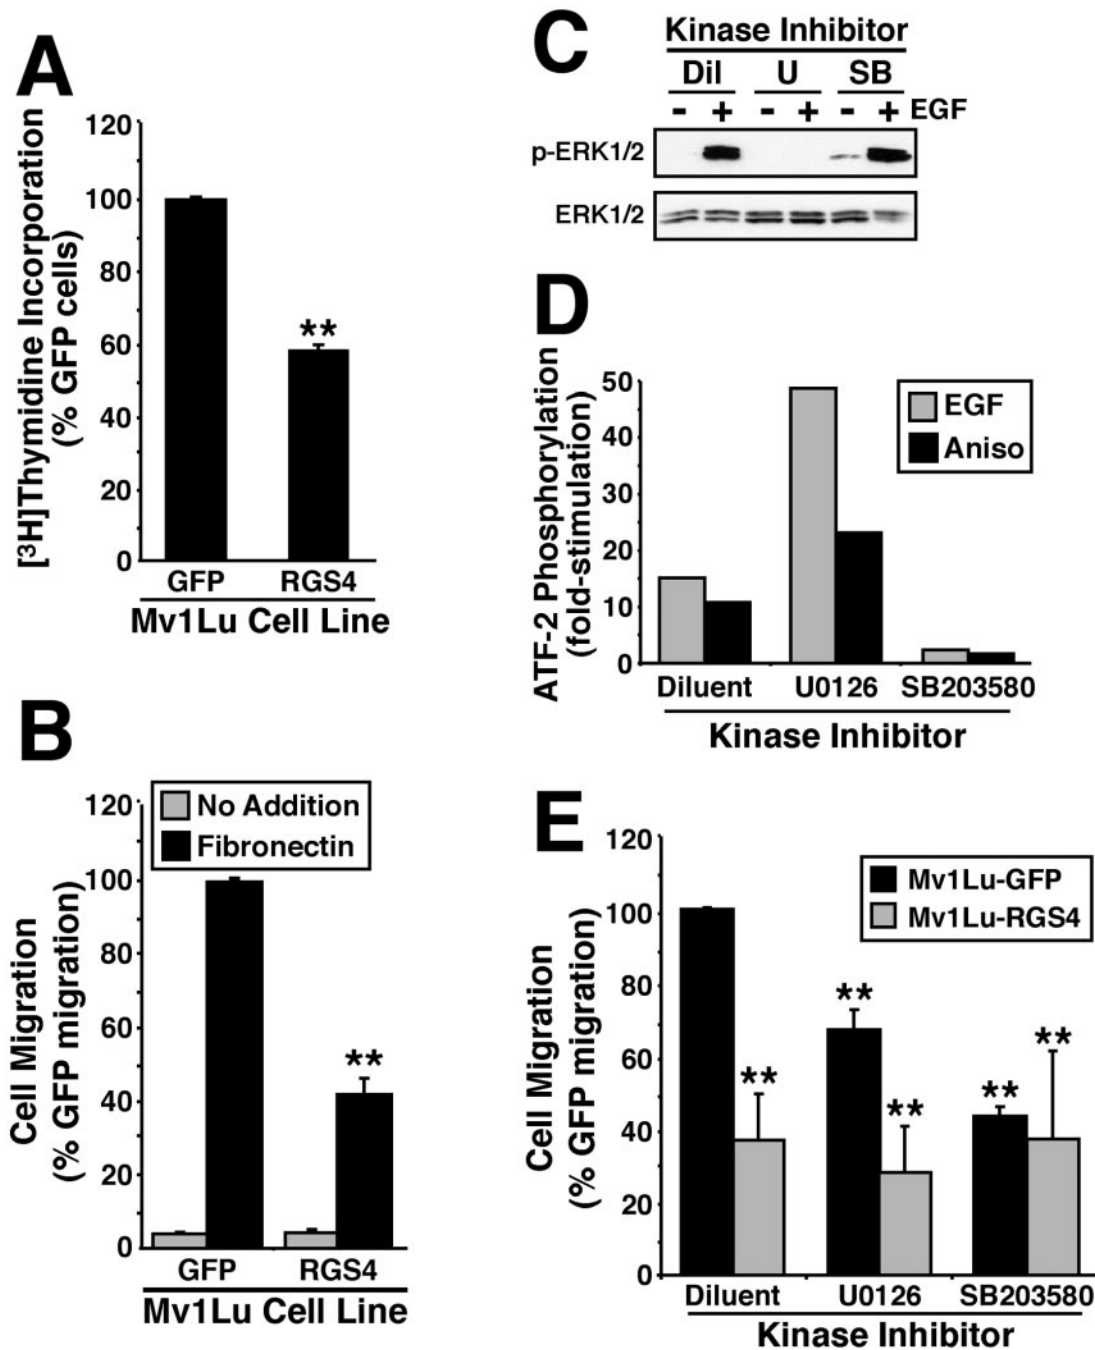 A
[³H]Thymidine Incorporation
(% GFP cells)
120
100
80
60
40
20
0
**
GFP RGS4
Mv1Lu Cell Line
B
Cell Migration
(% GFP migration)
120
100
80
60
40
20
0
No Addition
Fibronectin
**
GFP RGS4
Mv1Lu Cell Line
C
Kinase Inhibitor
Dil U SB
- + - + - + EGF
p-ERK1/2
ERK1/2
D
ATF-2 Phosphorylation
(fold-stimulation)
50
40
30
20
10
0
EGF
Aniso
Diluent U0126 SB203580
Kinase Inhibitor
E
Cell Migration
(% GFP migration)
120
100
80
60
40
20
0
Mv1Lu-GFP
Mv1Lu-RGS4
** ** ** ** **
Diluent U0126 SB203580
Kinase Inhibitor